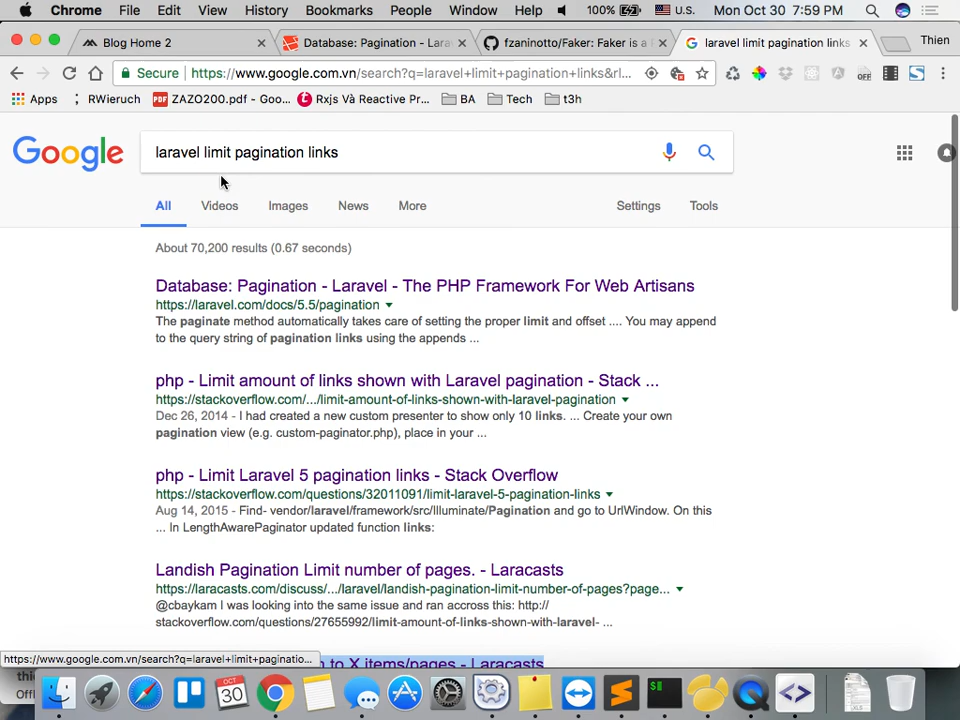 Chrome File Edit View History Bookmarks People Window Help 100% U.S. Mon Oct 30 7:59 PM
Blog Home 2 Database: Pagination - Lara fzaninotto/Faker: Faker is a laravel limit pagination links Thien
Secure https://www.google.com.vn/search?q=laravel+limit+pagination+links&rl... OFF
Apps RWieruch PDF ZAZO200.pdf - Goo... Rxjs Và Reactive Pr... BA Tech t3h
Google laravel limit pagination links
All Videos Images News More Settings Tools
About 70,200 results (0.67 seconds)
Database: Pagination - Laravel - The PHP Framework For Web Artisans
https://laravel.com/docs/5.5/pagination
The paginate method automatically takes care of setting the proper limit and offset .... You may append
to the query string of pagination links using the appends ...
php - Limit amount of links shown with Laravel pagination - Stack ...
https://stackoverflow.com/.../limit-amount-of-links-shown-with-laravel-pagination
Dec 26, 2014 - I had created a new custom presenter to show only 10 links. ... Create your own
pagination view (e.g. custom-paginator.php), place in your ...
php - Limit Laravel 5 pagination links - Stack Overflow
https://stackoverflow.com/questions/32011091/limit-laravel-5-pagination-links
Aug 14, 2015 - Find- vendor/laravel/framework/src/Illuminate/Pagination and go to UrlWindow. On this
... In LengthAwarePaginator updated function links:
Landish Pagination Limit number of pages. - Laracasts
https://laracasts.com/discuss/.../laravel/landish-pagination-limit-number-of-pages?page...
@cbaykam I was looking into the same issue and ran accross this: http://
stackoverflow.com/questions/27655992/limit-amount-of-links-shown-with-laravel- ...
https://www.google.com.vn/search?q=laravel+limit+paginatio... n to X items/pages - Laracasts
OCT
30